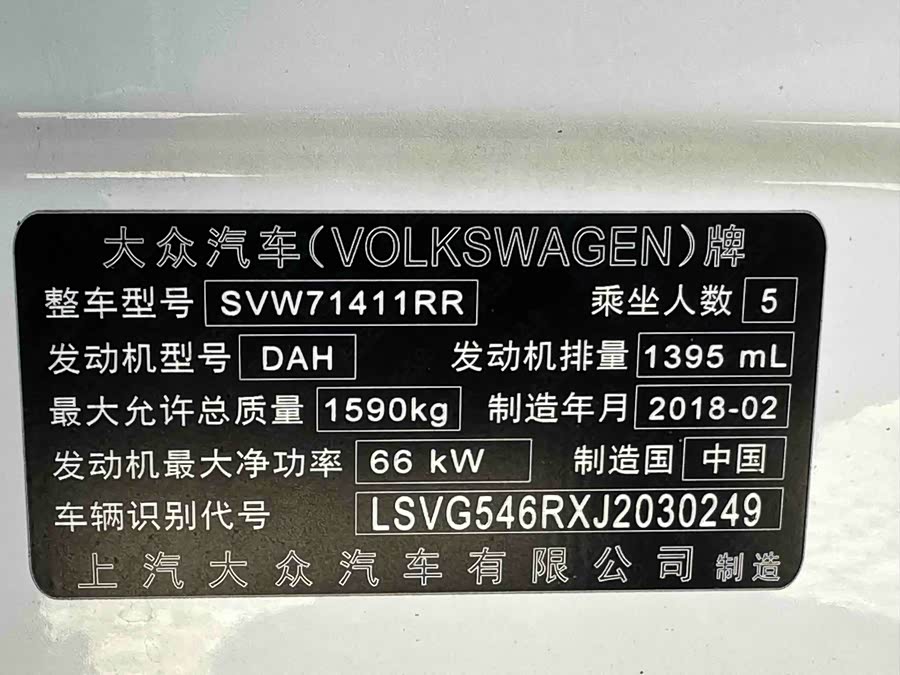 大众汽车(VOLKSWAGEN)牌
整车型号 SVW71411RR 乘坐人数 5
发动机型号 DAH 发动机排量 1395 mL
最大允许总质量 1590kg 制造年月 2018-02
发动机最大净功率 66 kW 制造国 中国
车辆识别代号 LSVG546RXJ2030249
上汽大众汽车有限公司 制造